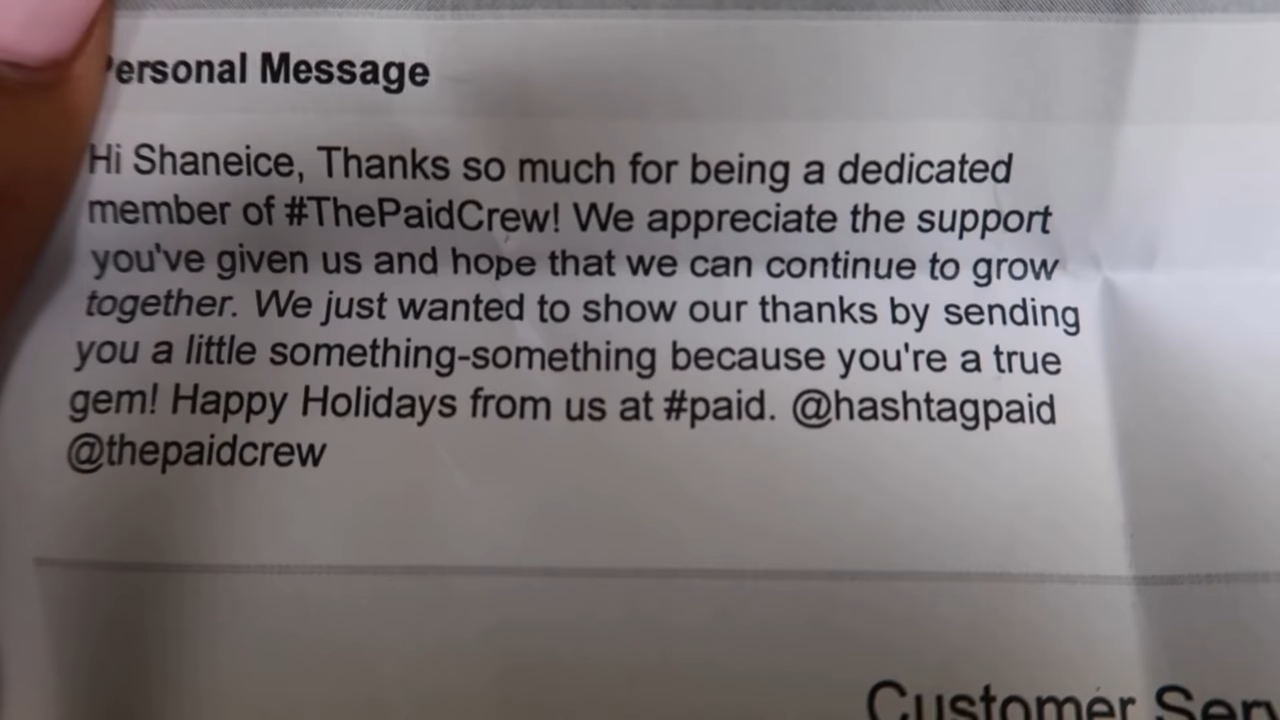 Personal Message
Hi Shaneice, Thanks so much for being a dedicated
member of #ThePaidCrew! We appreciate the support
you've given us and hope that we can continue to grow
together. We just wanted to show our thanks by sending
you a little something-something because you're a true
gem! Happy Holidays from us at #paid. @hashtagpaid
@thepaidcrew
Customer